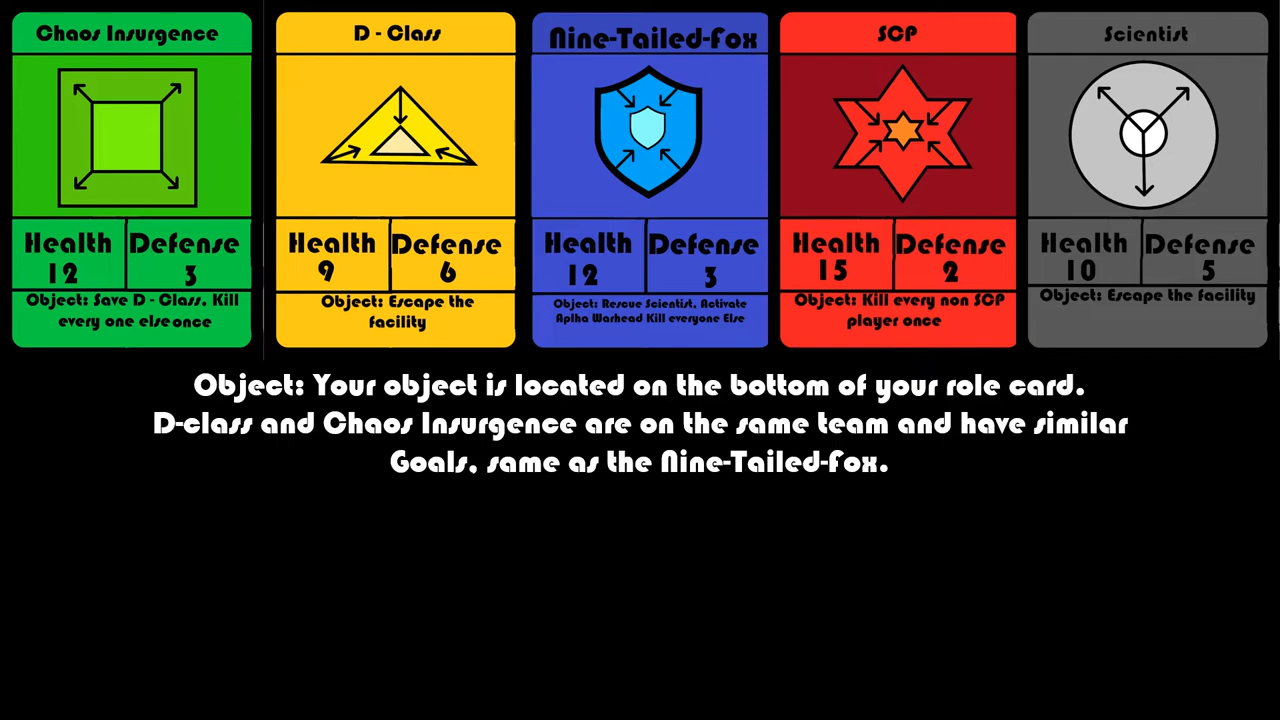 Chaos Insurgence
Health
12
Defense
3
Object: Save D - Class, Kill
every one else once
D - Class
Health
9
Defense
6
Object: Escape the
facility
Nine-Tailed-Fox
Health
12
Defense
3
Object: Rescue Scientist, Activate
Aplha Warhead Kill everyone Else
SCP
Health
15
Defense
2
Object: Kill every non SCP
player once
Scientist
Health
10
Defense
5
Object: Escape the facility
Object: Your object is located on the bottom of your role card.
D-class and Chaos Insurgence are on the same team and have similar
Goals, same as the Nine-Tailed-Fox.